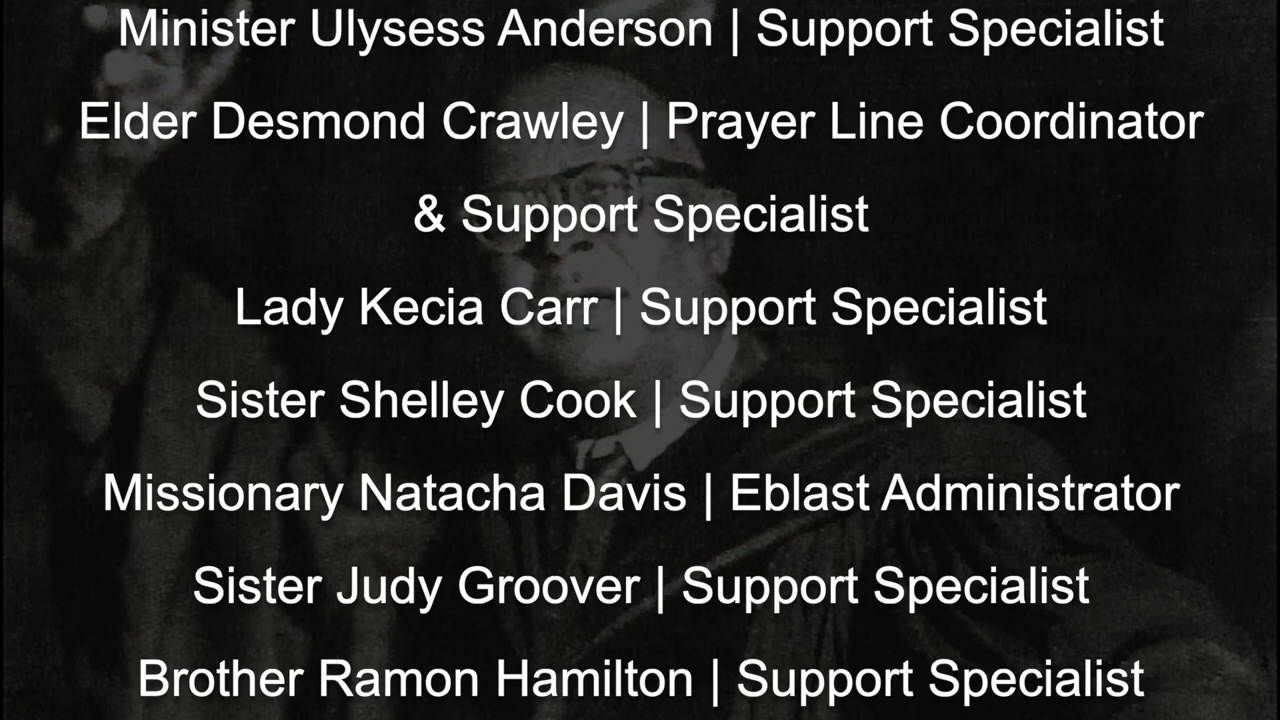 Minister Ulysess Anderson | Support Specialist
Elder Desmond Crawley | Prayer Line Coordinator
& Support Specialist
Lady Kecia Carr | Support Specialist
Sister Shelley Cook | Support Specialist
Missionary Natacha Davis | Eblast Administrator
Sister Judy Groover | Support Specialist
Brother Ramon Hamilton | Support Specialist